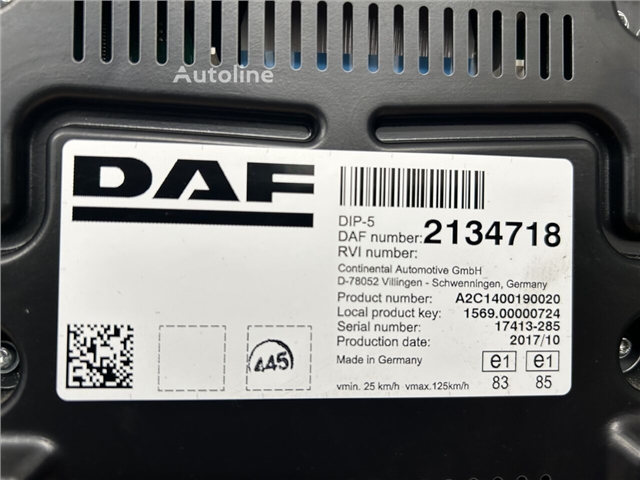 Autoline
DAF
DIP-5
DAF number: 2134718
RVI number:
Continental Automotive GmbH
D-78052 Villingen - Schwenningen, Germany
Product number: A2C1400190020
Local product key: 1569.00000724
Serial number: 17413-285
Production date: 2017/10
Made in Germany e1 e1
vmin. 25 km/h vmax.125km/h 83 85
445